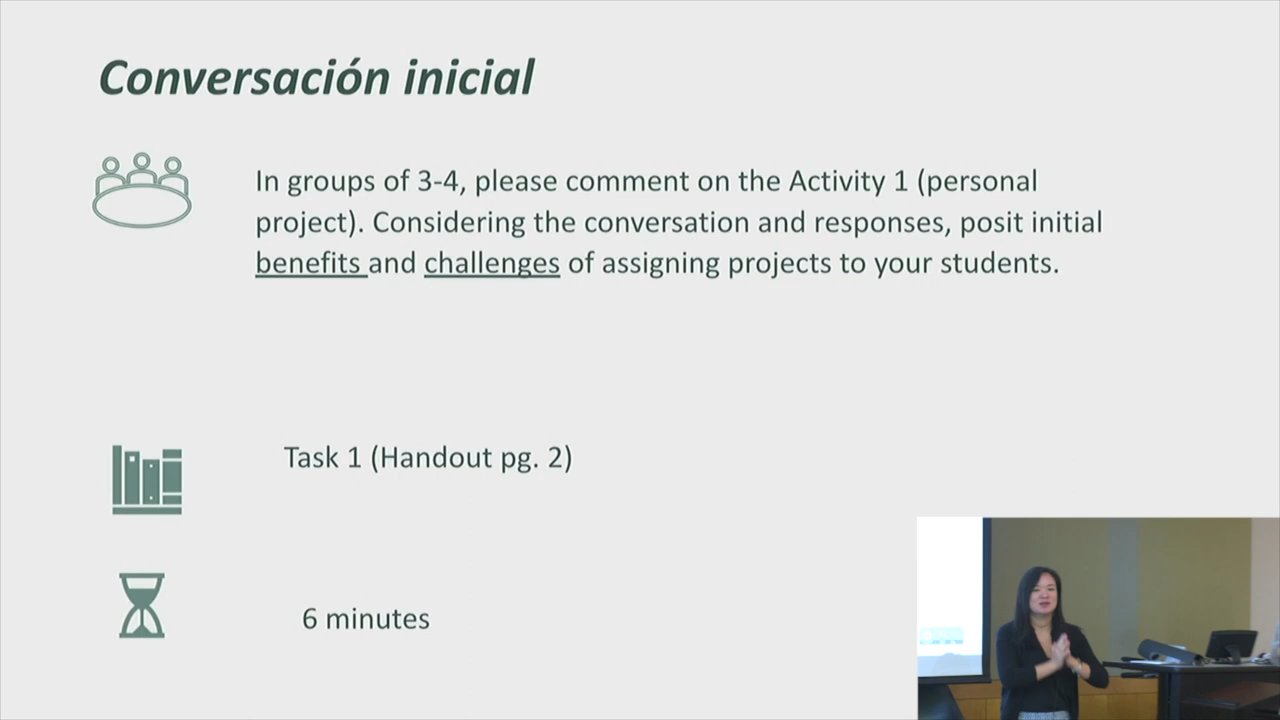 Conversación inicial
In groups of 3-4, please comment on the Activity 1 (personal
project). Considering the conversation and responses, posit initial
benefits and challenges of assigning projects to your students.
Task 1 (Handout pg. 2)
6 minutes